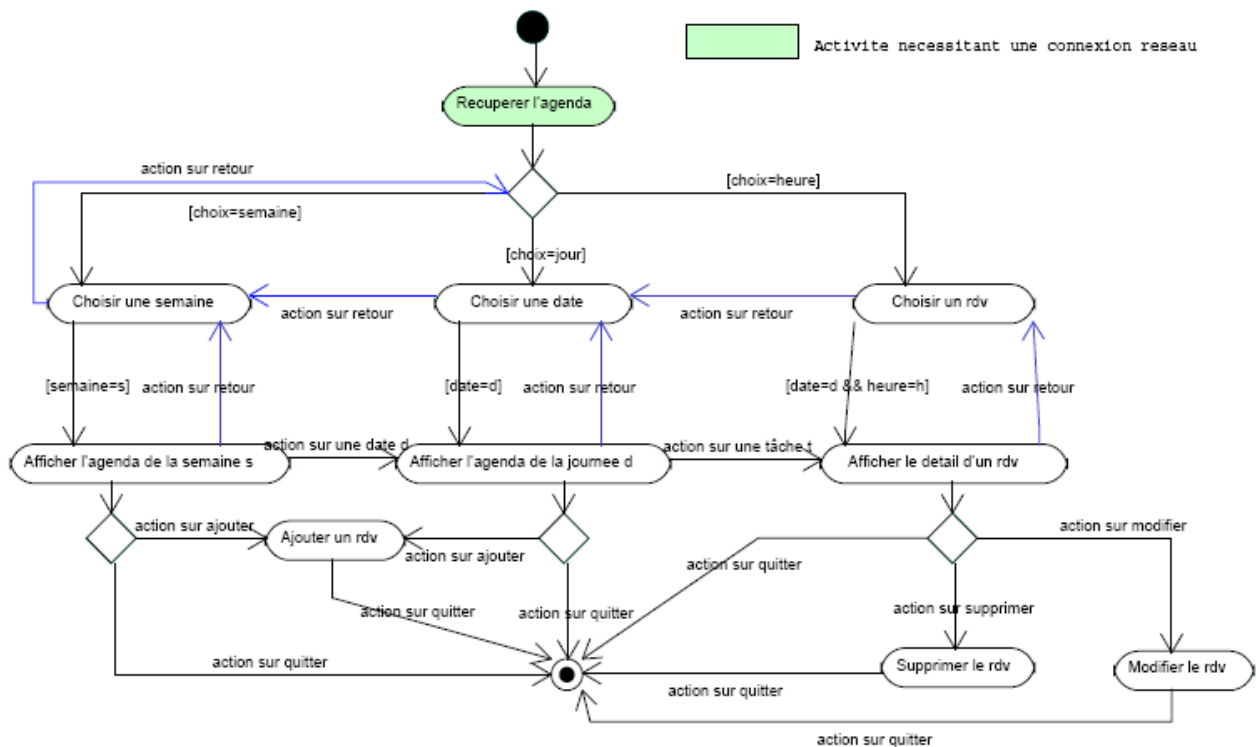 Activite necessitant une connexion reseau
Recuperer l'agenda
action sur retour
[choix=heure]
[choix=semaine]
[choix=jour]
Choisir une semaine
action sur retour
Choisir une date
action sur retour
Choisir un rdv
[semaine=s]
action sur retour
[date=d]
action sur retour
[date=d && heure=h]
action sur retour
Afficher l'agenda de la semaine s
action sur une date d
Afficher l'agenda de la journee d
action sur une tâche t
Afficher le detail d'un rdv
action sur ajouter
Ajouter un rdv
action sur ajouter
action sur modifier
action sur quitter
action sur quitter
action sur quitter
action sur supprimer
action sur quitter
Supprimer le rdv
Modifier le rdv
action sur quitter
action sur quitter